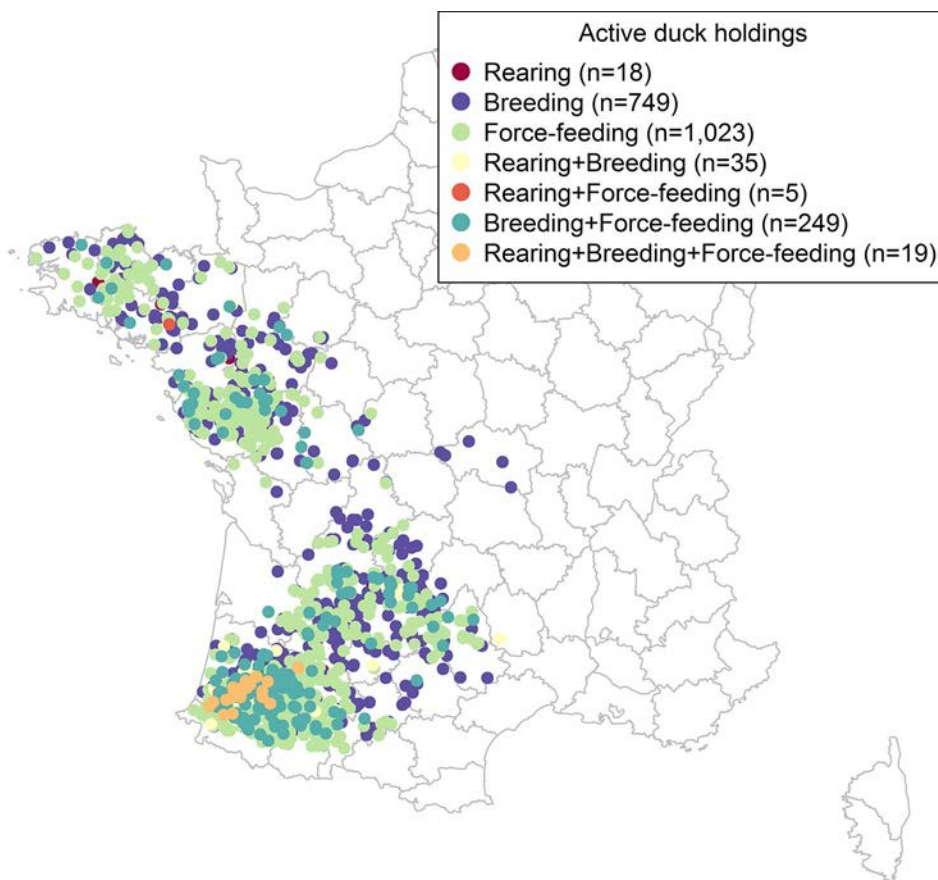 Active duck holdings
Rearing (n=18)
Breeding (n=749)
Force-feeding (n=1,023)
Rearing+Breeding (n=35)
Rearing+Force-feeding (n=5)
Breeding+Force-feeding (n=249)
Rearing+Breeding+Force-feeding (n=19)